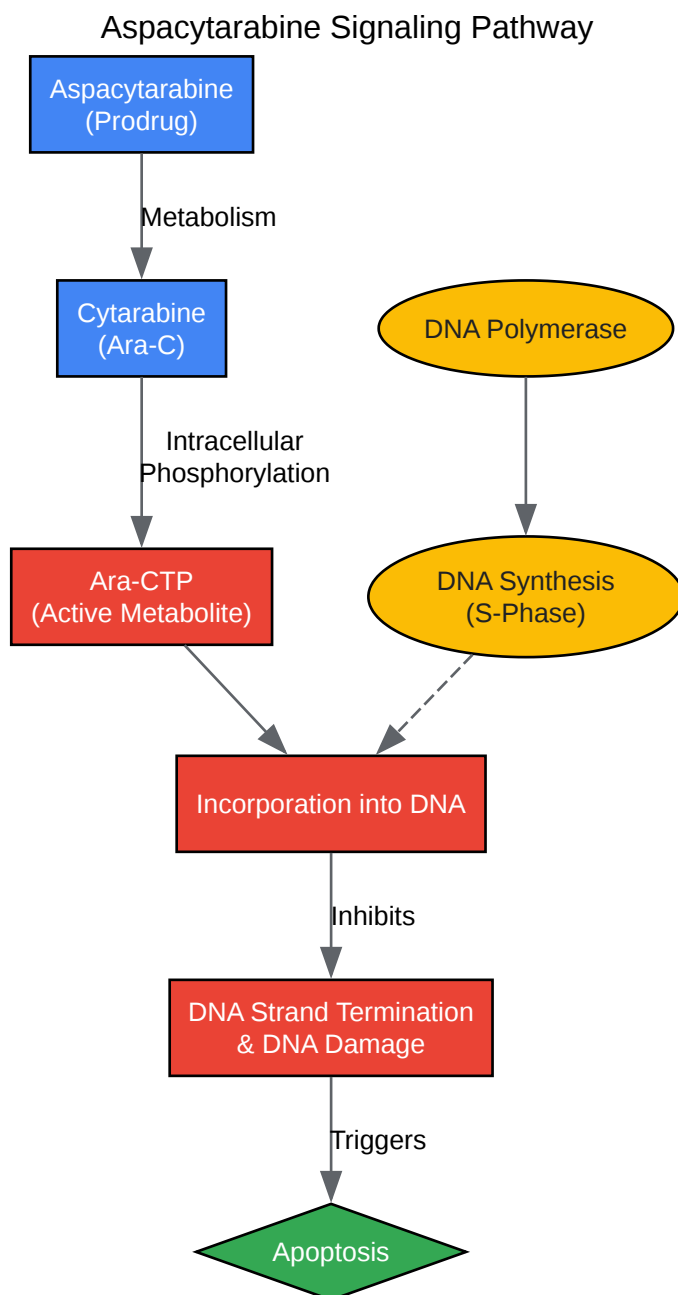 Aspacytarabine Signaling Pathway
Aspacytarabine
(Prodrug)
Metabolism
Cytarabine
(Ara-C)
DNA Polymerase
Intracellular
Phosphorylation
Ara-CTP
(Active Metabolite)
DNA Synthesis
(S-Phase)
Incorporation into DNA
Inhibits
DNA Strand Termination
& DNA Damage
Triggers
Apoptosis